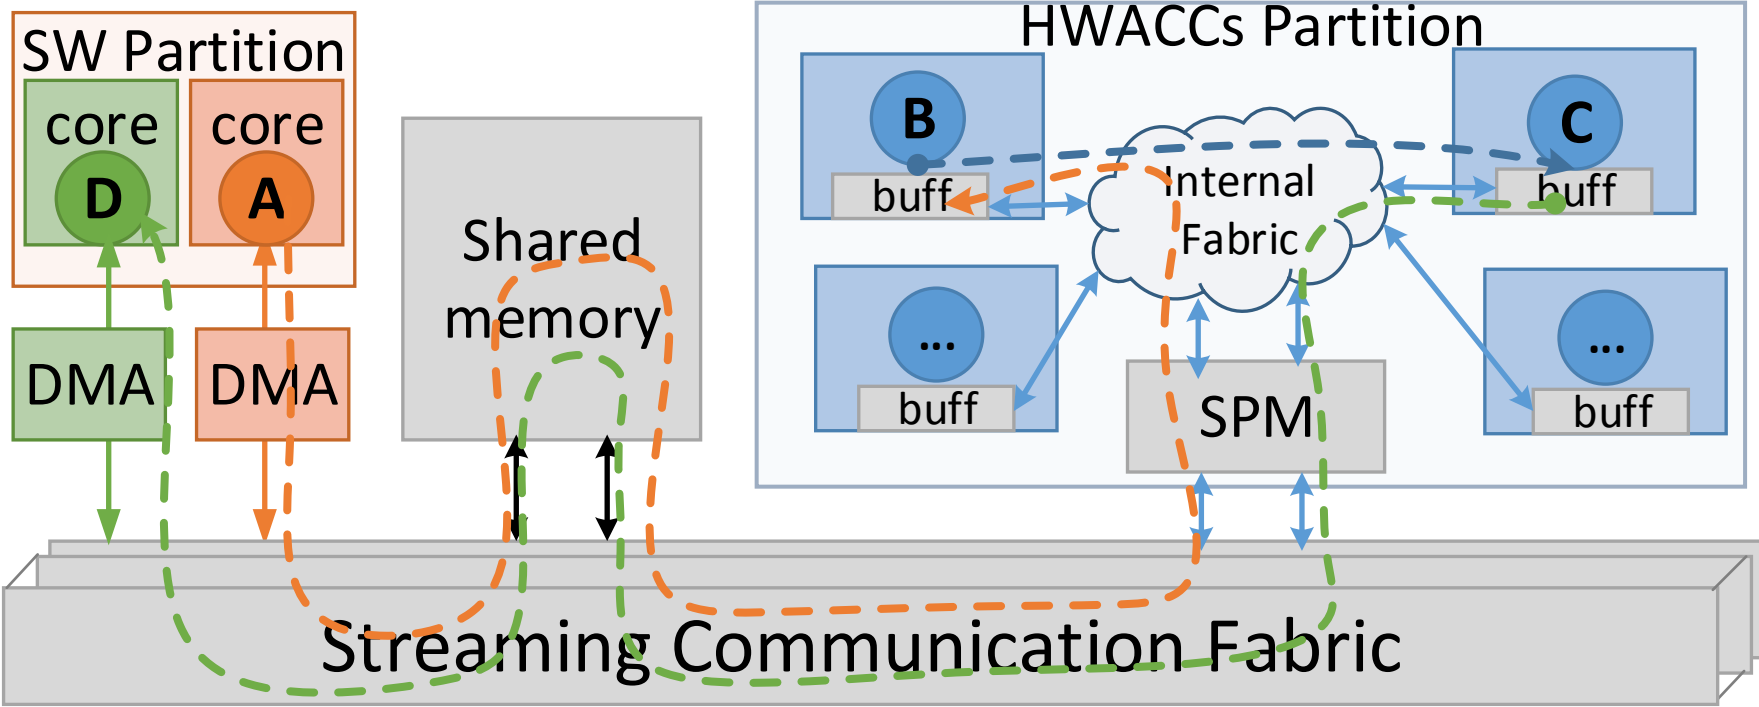 SW Partition
core
D
core
A
DMA
DMA
Shared
memory
HWACCs Partition
B
buff
C
buff
Internal
Fabric
...
buff
...
buff
SPM
Streaming Communication Fabric